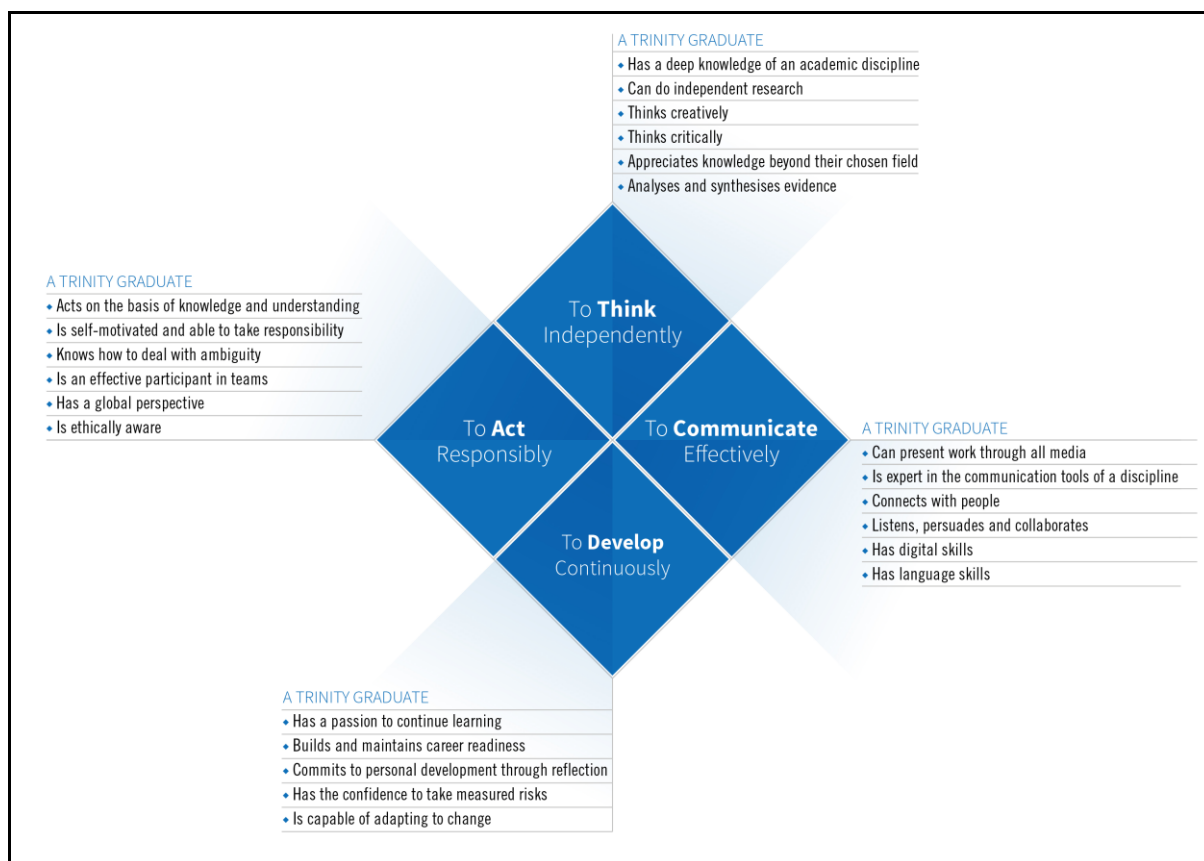 A TRINITY GRADUATE
Has a deep knowledge of an academic discipline
Can do independent research
Thinks creatively
Thinks critically
Appreciates knowledge beyond their chosen field
Analyses and synthesises evidence
A TRINITY GRADUATE
Acts on the basis of knowledge and understanding
Is self-motivated and able to take responsibility
Knows how to deal with ambiguity
Is an effective participant in teams
Has a global perspective
Is ethically aware
To Think
Independently
To Act
Responsibly
To Communicate
Effectively
To Develop
Continuously
A TRINITY GRADUATE
Can present work through all media
Is expert in the communication tools of a discipline
Connects with people
Listens, persuades and collaborates
Has digital skills
Has language skills
A TRINITY GRADUATE
Has a passion to continue learning
Builds and maintains career readiness
Commits to personal development through reflection
Has the confidence to take measured risks
Is capable of adapting to change